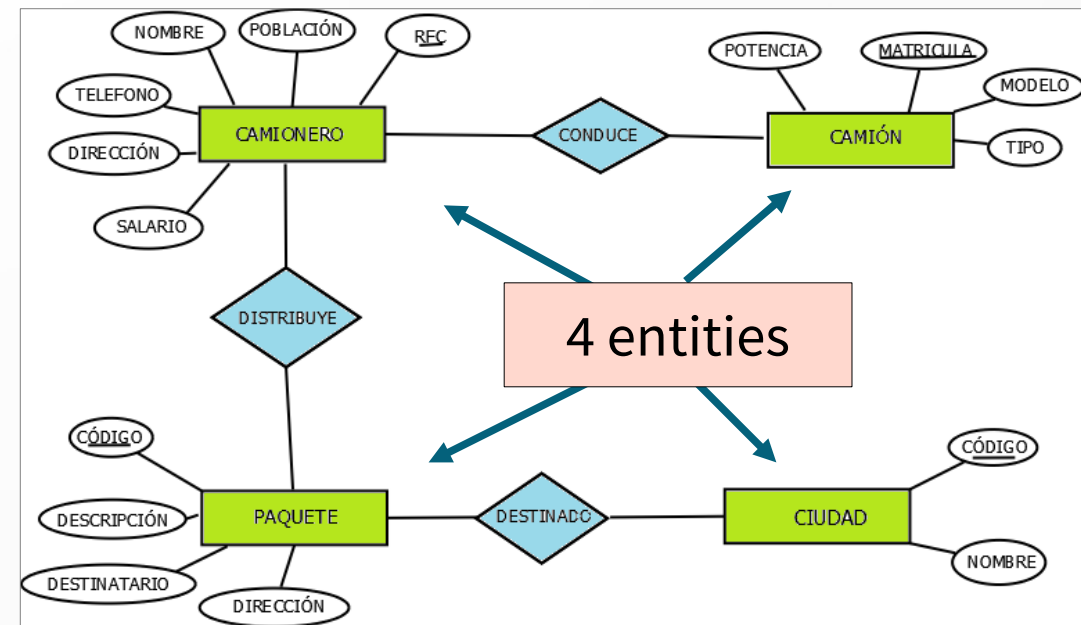 NOMBRE
POBLACIÓN
RFC
TELEFONO
DIRECCIÓN
SALARIO
CAMIONERO
CONDUCE
POTENCIA
MATRICULA
MODELO
TIPO
CAMIÓN
4 entities
DISTRIBUYE
CÓDIGO
DESCRIPCIÓN
DESTINATARIO
DIRECCIÓN
PAQUETE
DESTINADO
CIUDAD
CÓDIGO
NOMBRE